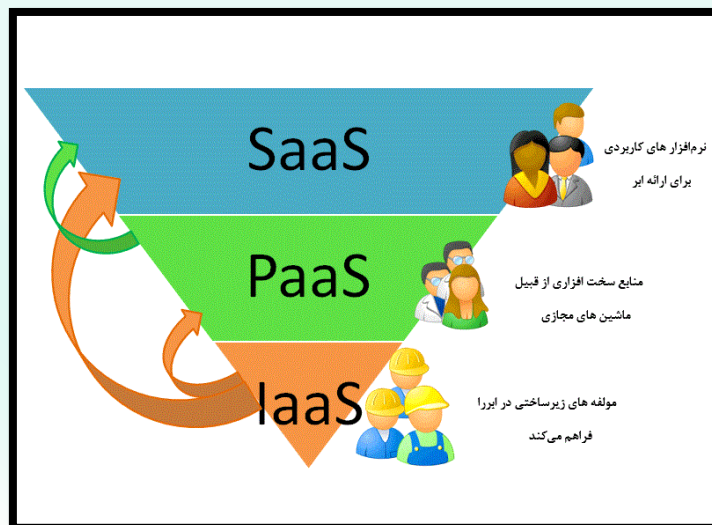 SaaS
نرم‌افزار های کاربردی
برای ارائه ابر
PaaS
منابع سخت افزاری از قبیل
ماشین های مجازی
IaaS
مولفه های زیرساختی در ابررا
فراهم می‌کند